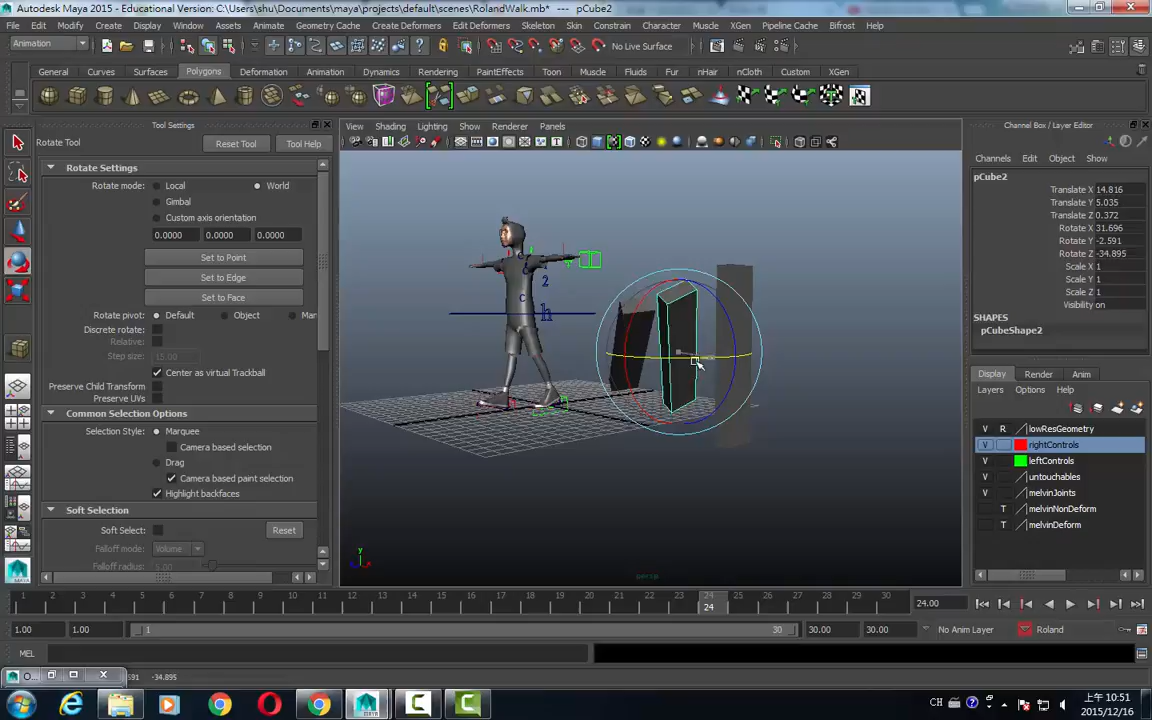 Autodesk Maya 2015 - Educational Version: C:\Users\shu\Documents\maya\projects\default\scenes\RolandWalk.mb* --- pCube2
File Edit Modify Create Display Window Assets Animate Geometry Cache Create Deformers Edit Deformers Skeleton Skin Constraint Character Muscle XGen Pipeline Cache Bifrost Help
Animation No Live Surface
General Curves Surfaces Polygons Deformation Animation Dynamics Rendering PaintEffects Toon Muscle Fluids Fur nHair nCloth Custom XGen
Tool Settings
Rotate Tool Reset Tool Tool Help
Rotate Settings
Rotate mode: Local World
Gimbal
Custom axis orientation
0.0000 0.0000 0.0000
Set to Point
Set to Edge
Set to Face
Rotate pivot: Default Object Man
Discrete rotate:
Relative:
Step size: 15.00
Center as virtual Trackball
Preserve Child Transform
Preserve UVs
Common Selection Options
Selection Style: Marquee
Camera based selection
Drag
Camera based paint selection
Highlight backfaces
Soft Selection
Soft Select: Reset
Falloff mode: Volume
Falloff radius: 5.00
View Shading Lighting Show Renderer Panels
2
c
h
y
persp
Channel Box / Layer Editor
Channels Edit Object Show
pCube2
Translate X 14.816
Translate Y 5.035
Translate Z 0.372
Rotate X 31.696
Rotate Y -2.591
Rotate Z -34.895
Scale X 1
Scale Y 1
Scale Z 1
Visibility on
SHAPES
pCubeShape2
Display Render Anim
Layers Options Help
V R lowResGeometry
V rightControls
V leftControls
V untouchables
V melvinJoints
T melvinNonDeform
T melvinDeform
1 2 3 4 5 6 7 8 9 10 11 12 13 14 15 16 17 18 19 20 21 22 23 24 25 26 27 28 29 30
24
24.00
1.00 1.00 1 30 30.00 30.00 No Anim Layer Roland
MEL
O... 591 -34.895
CH
上午 10:51
2015/12/16